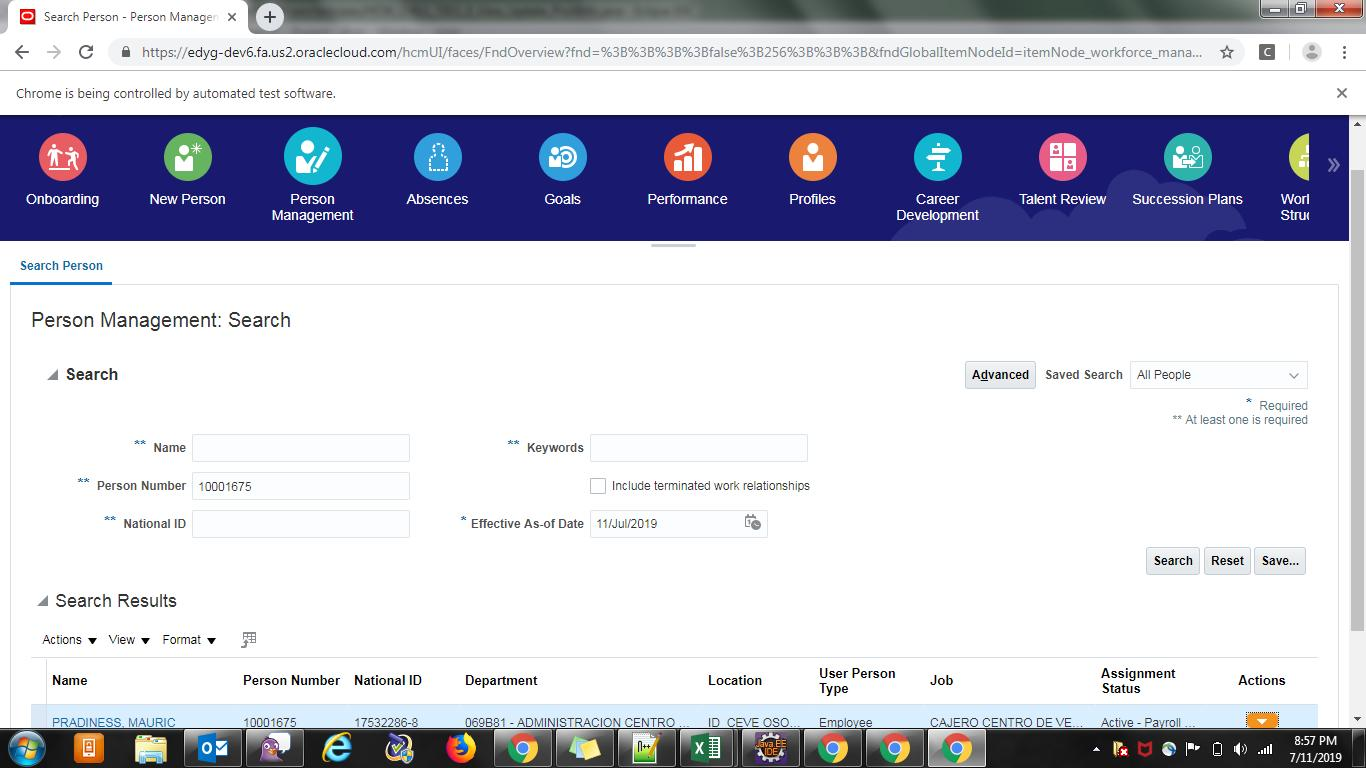 Search Person - Person Managem
https://edyg-dev6.fa.us2.oraclecloud.com/hcmUI/faces/FndOverview?fnd=%3B%3B%3B%3Bfalse%3B256%3B%3B%3B&fndGlobalItemNodeId=itemNode_workforce_mana...
Chrome is being controlled by automated test software.
Onboarding
New Person
Person
Management
Absences
Goals
Performance
Profiles
Career
Development
Talent Review
Succession Plans
Search Person
Person Management: Search
Search
Advanced Saved Search All People
* Required
** At least one is required
** Name
** Keywords
** Person Number 10001675
Include terminated work relationships
** National ID
* Effective As-of Date 11/Jul/2019
Search Reset Save...
Search Results
Actions View Format
Name Person Number National ID Department Location User Person Type Job Assignment Status Actions
PRADINESS, MAURIC 10001675 17532286-8 069B81 - ADMINISTRACION CENTRO ... ID_CEVE OSO... Employee CAJERO CENTRO DE VE... Active - Payroll ...
Java EE
IDE
8:57 PM
7/11/2019